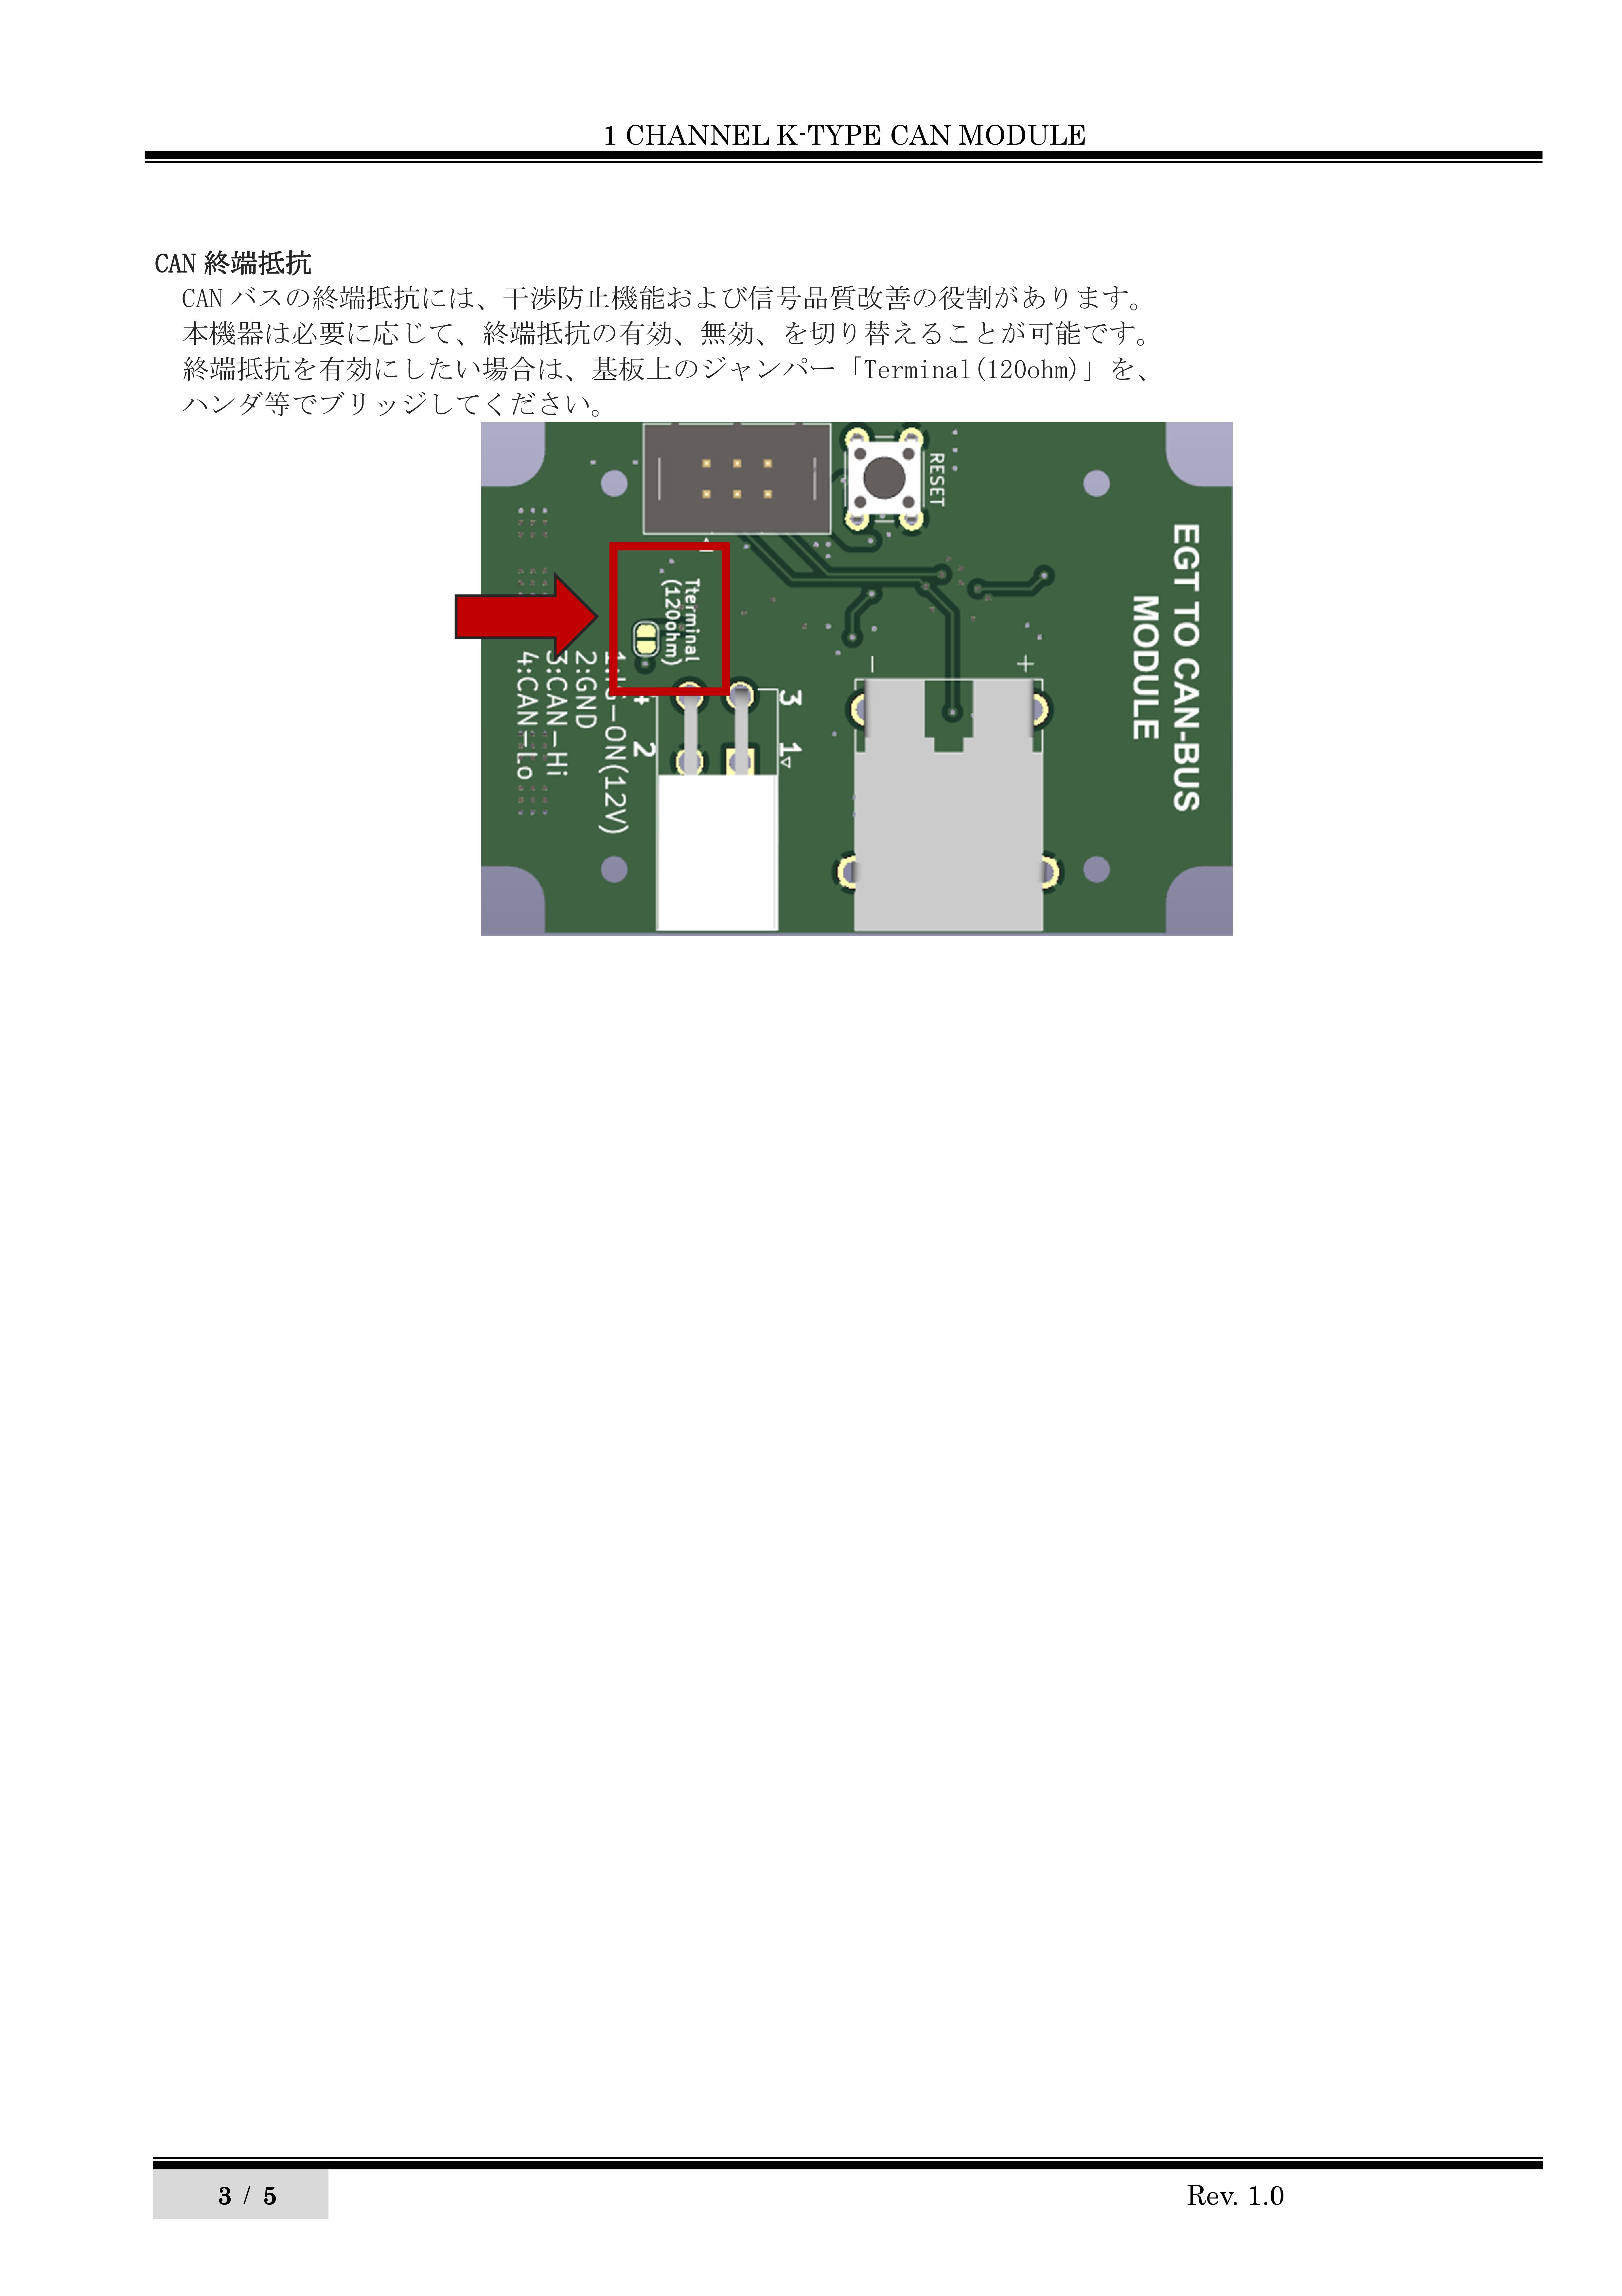 1 CHANNEL K-TYPE CAN MODULE
CAN 終端抵抗
CAN バスの終端抵抗には、干渉防止機能および信号品質改善の役割があります。
本機器は必要に応じて、終端抵抗の有効、無効、を切り替えることが可能です。
終端抵抗を有効にしたい場合は、基板上のジャンパー「Terminal(120ohm)」を、
ハンダ等でブリッジしてください。
RESET
EGT TO CAN-BUS
MODULE
Tterminal
(120ohm)
- +
3
1
2
-ON(12V)
2:GND
3:CAN-Hi
4:CAN-Lo
3 / 5
Rev. 1.0